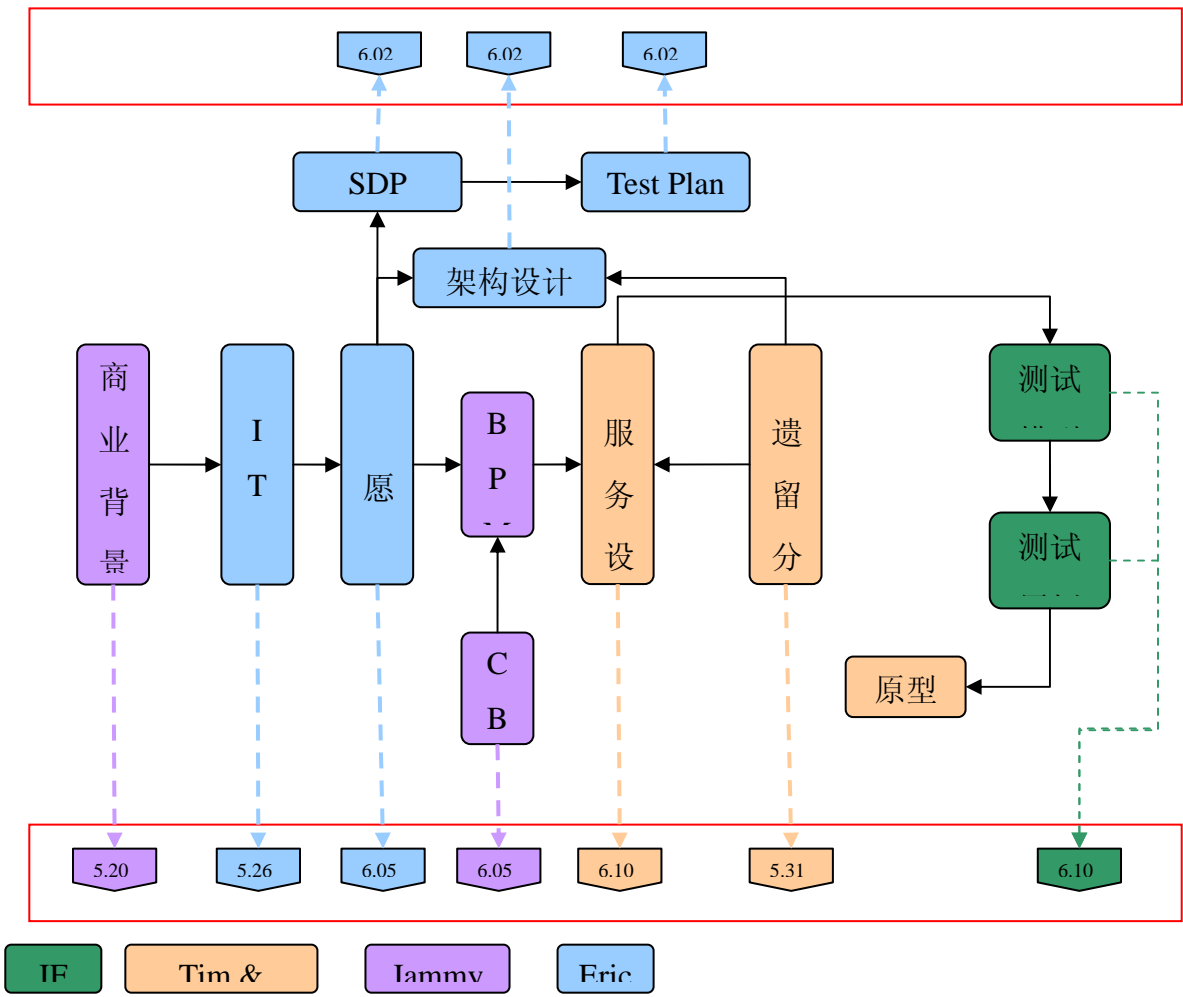 6.02
6.02
6.02
SDP
Test Plan
架构设计
商
业
背
景
I
T
愿
B
P
服
务
设
遗
留
分
测试
测试
C
B
原型
5.20
5.26
6.05
6.05
6.10
5.31
6.10
Tim &
Eric